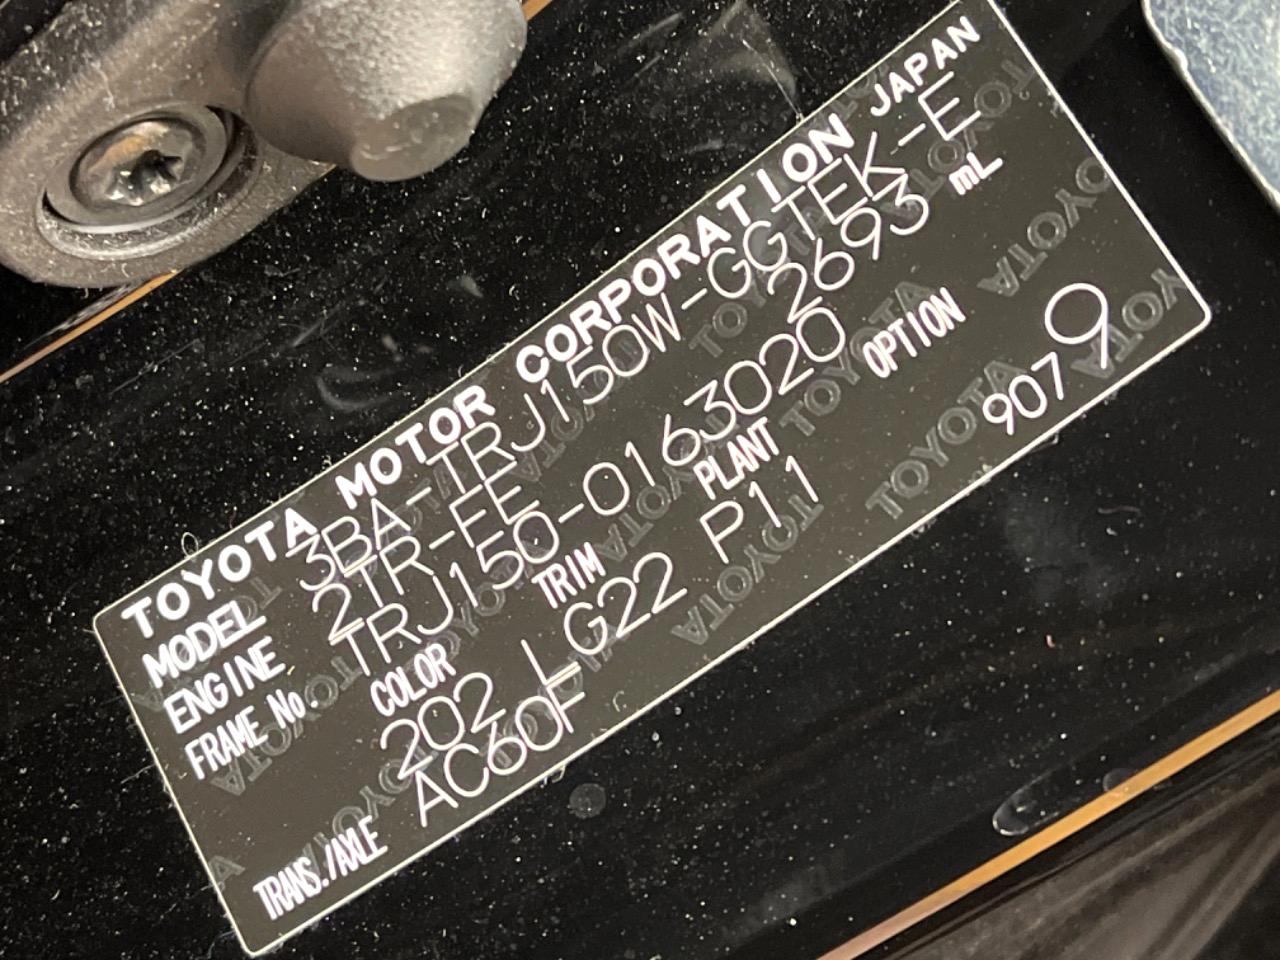 TOYOTA MOTOR CORPORATION JAPAN
MODEL 3BA-TRJ150W-GGTEK-E
ENGINE 2TR-FE 2693 mL
FRAME No. TRJ150-0163020
COLOR TRIM PLANT OPTION
202 LG22 P11 9079
TRANS./AXLE AC60F